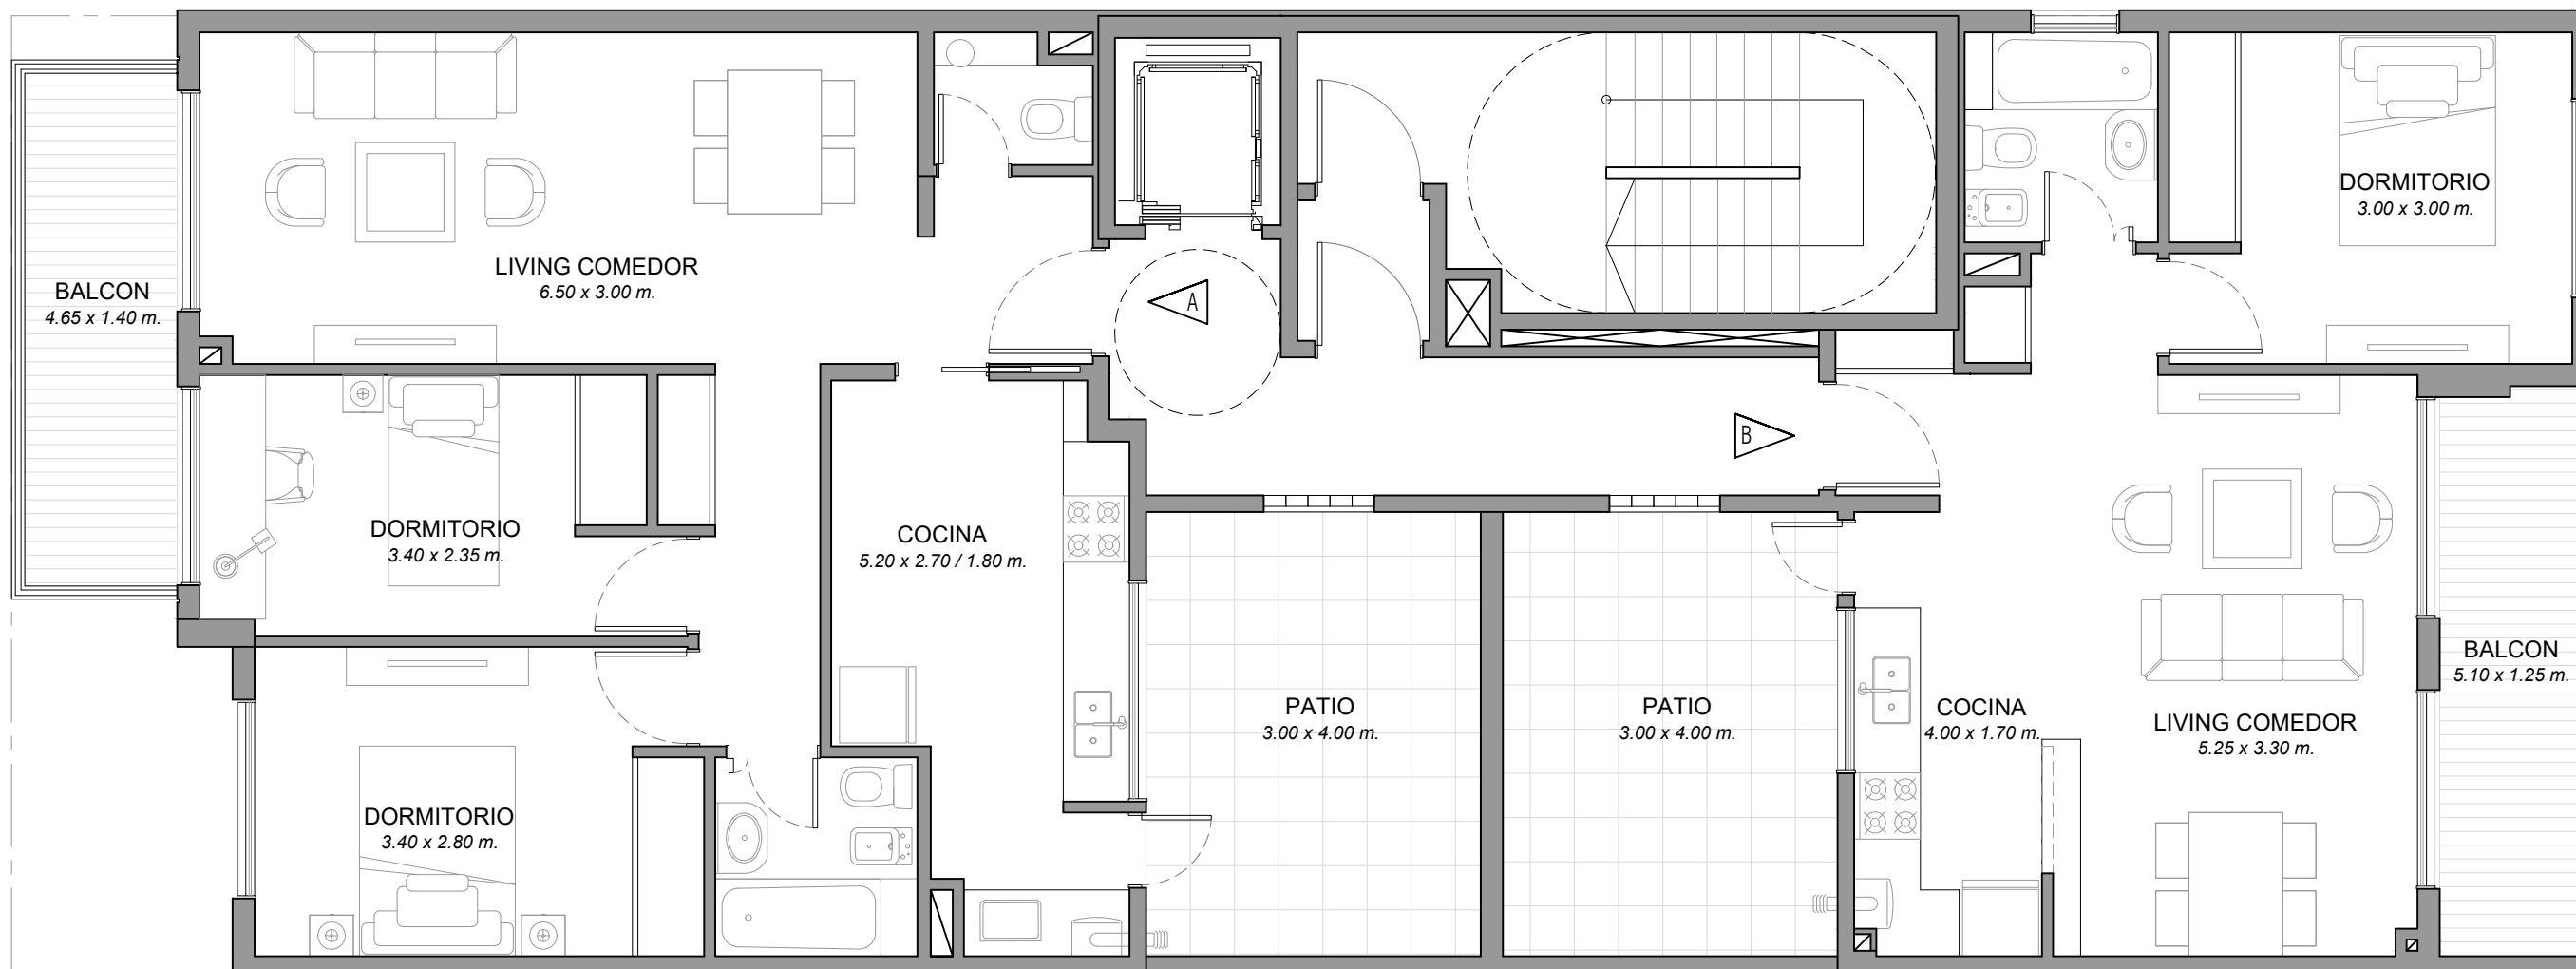 DORMITORIO
3.00 x 3.00 m.
LIVING COMEDOR
6.50 x 3.00 m.
BALCON
4.65 x 1.40 m.
A
B
DORMITORIO
3.40 x 2.35 m.
COCINA
5.20 x 2.70 / 1.80 m.
BALCON
5.10 x 1.25 m.
PATIO
3.00 x 4.00 m.
PATIO
3.00 x 4.00 m.
COCINA
4.00 x 1.70 m.
LIVING COMEDOR
5.25 x 3.30 m.
DORMITORIO
3.40 x 2.80 m.